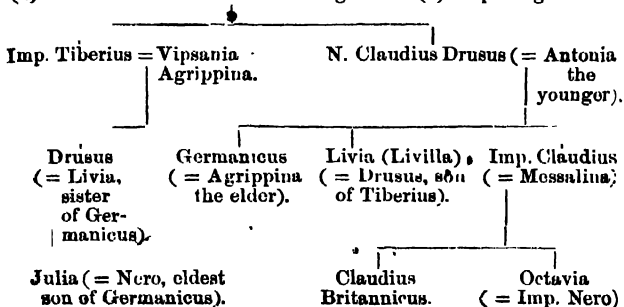 Imp. Tiberius = Vipsania Agrippina.
N. Claudius Drusus (= Antonia the younger).
Drusus (= Livia, sister of Ger-
manicus).
Germanicus (= Agrippina the elder).
Livia (Livilla) (= Drusus, son of Tiberius).
Imp. Claudius (= Messalina)
Julia (= Nero, eldest son of Germanicus).
Claudius Britannicus.
Octavia (= Imp. Nero)